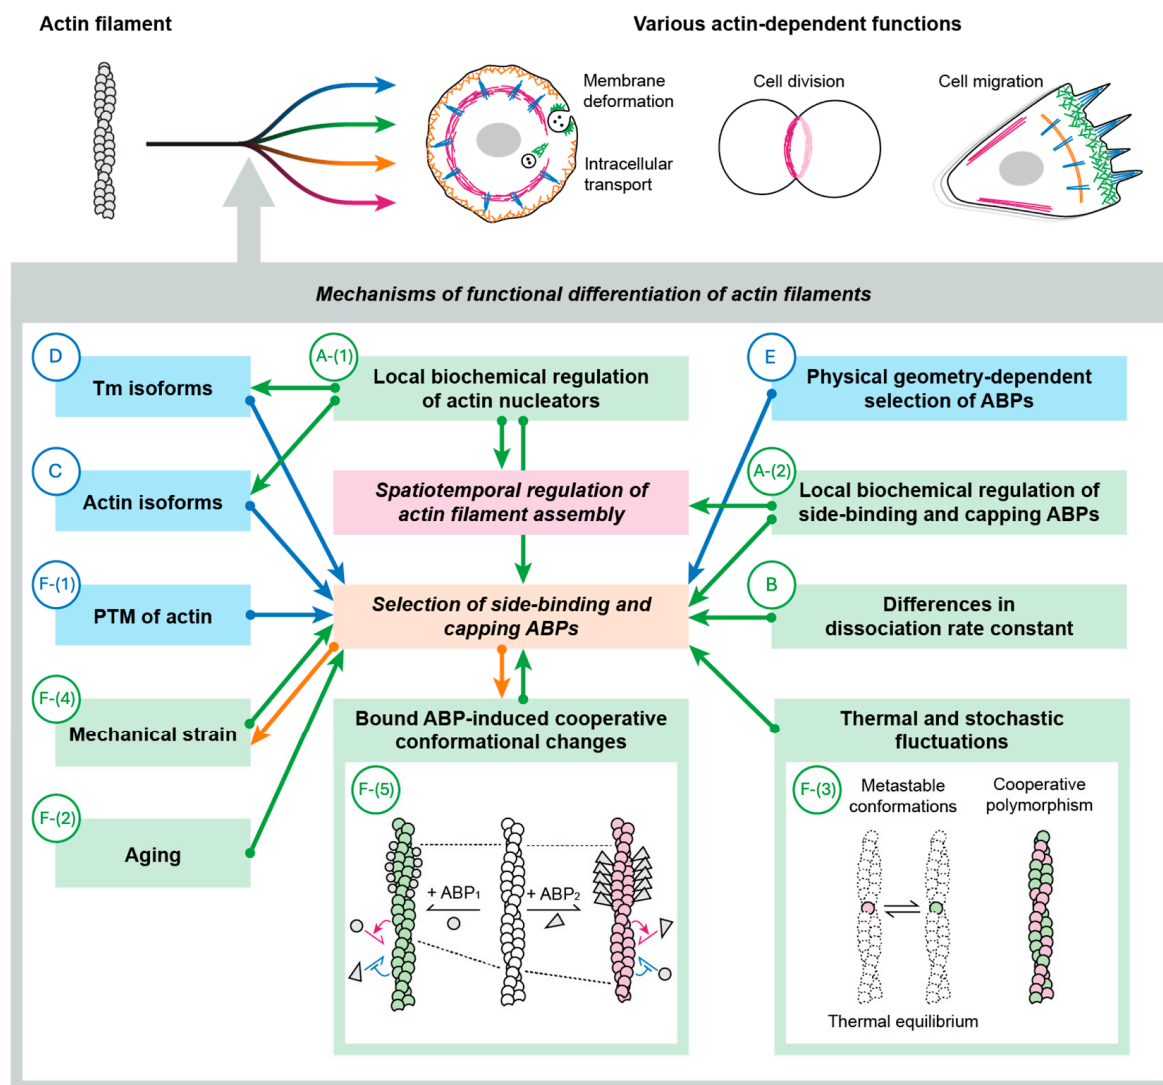 Actin filament
Various actin-dependent functions
Membrane
deformation
Intracellular
transport
Cell division
Cell migration
Mechanisms of functional differentiation of actin filaments
D
Tm isoforms
A-(1)
Local biochemical regulation
of actin nucleators
E
Physical geometry-dependent
selection of ABPs
C
Actin isoforms
Spatiotemporal regulation of
actin filament assembly
A-(2)
Local biochemical regulation of
side-binding and capping ABPs
F-(1)
PTM of actin
Selection of side-binding and
capping ABPs
B
Differences in
dissociation rate constant
F-(4)
Mechanical strain
Bound ABP-induced cooperative
conformational changes
Thermal and stochastic
fluctuations
F-(2)
Aging
F-(5)
+ ABP₁
+ ABP₂
F-(3)
Metastable
conformations
Cooperative
polymorphism
Thermal equilibrium